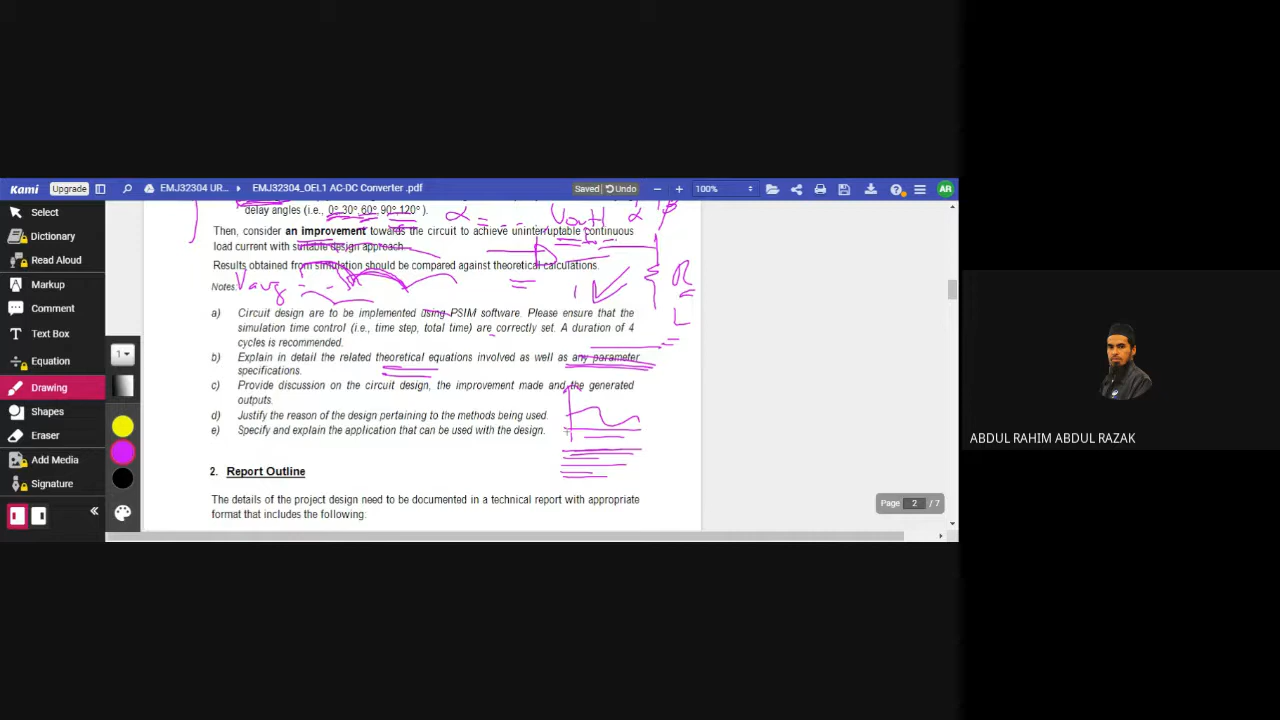 Kami Upgrade EMJ32304 UR... EMJ32304_OEL1 AC-DC Converter .pdf Saved Undo 100% AR
Select
Dictionary
Read Aloud
Markup
Comment
Text Box
Equation
Drawing
Shapes
Eraser
Add Media
Signature
1
delay angles (i.e., 0°,30°,60°,90°,120°).
α = Vout α β
Then, consider an improvement towards the circuit to achieve uninterruptable continuous
load current with suitable design approach.
Results obtained from simulation should be compared against theoretical calculations.
Notes:
Vavg =
R
L
a) Circuit design are to be implemented using PSIM software. Please ensure that the
simulation time control (i.e., time step, total time) are correctly set. A duration of 4
cycles is recommended.
b) Explain in detail the related theoretical equations involved as well as any parameter
specifications.
c) Provide discussion on the circuit design, the improvement made and the generated
outputs.
d) Justify the reason of the design pertaining to the methods being used.
e) Specify and explain the application that can be used with the design.
2. Report Outline
The details of the project design need to be documented in a technical report with appropriate
format that includes the following:
Page 2 / 7
ABDUL RAHIM ABDUL RAZAK